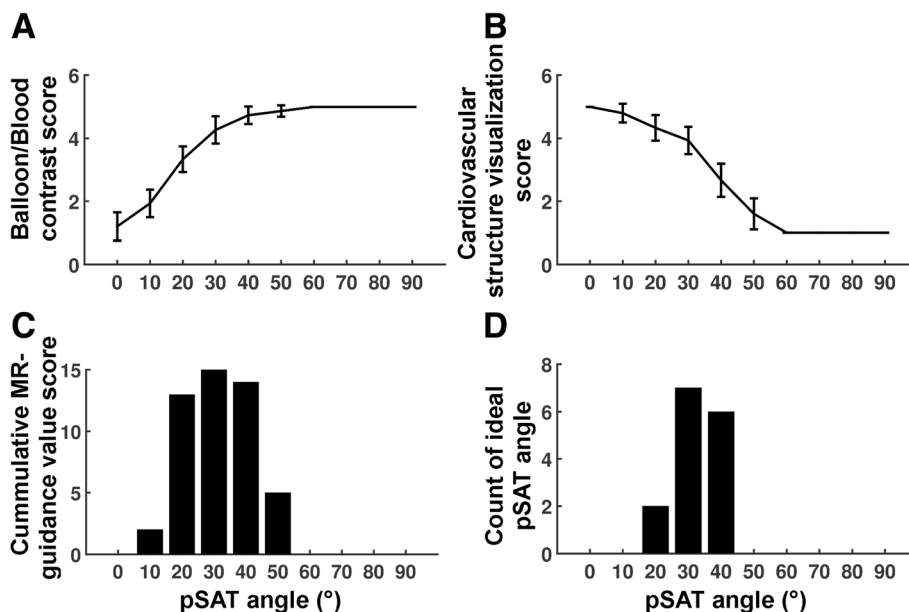 A
Balloon/Blood
contrast score
6
4
2
0
0 10 20 30 40 50 60 70 80 90
B
Cardiovascular
structure visualization
score
6
4
2
0
0 10 20 30 40 50 60 70 80 90
C
Cummulative MR-
guidance value score
15
10
5
0
0 10 20 30 40 50 60 70 80 90
pSAT angle (°)
D
Count of ideal
pSAT angle
8
6
4
2
0
0 10 20 30 40 50 60 70 80 90
pSAT angle (°)